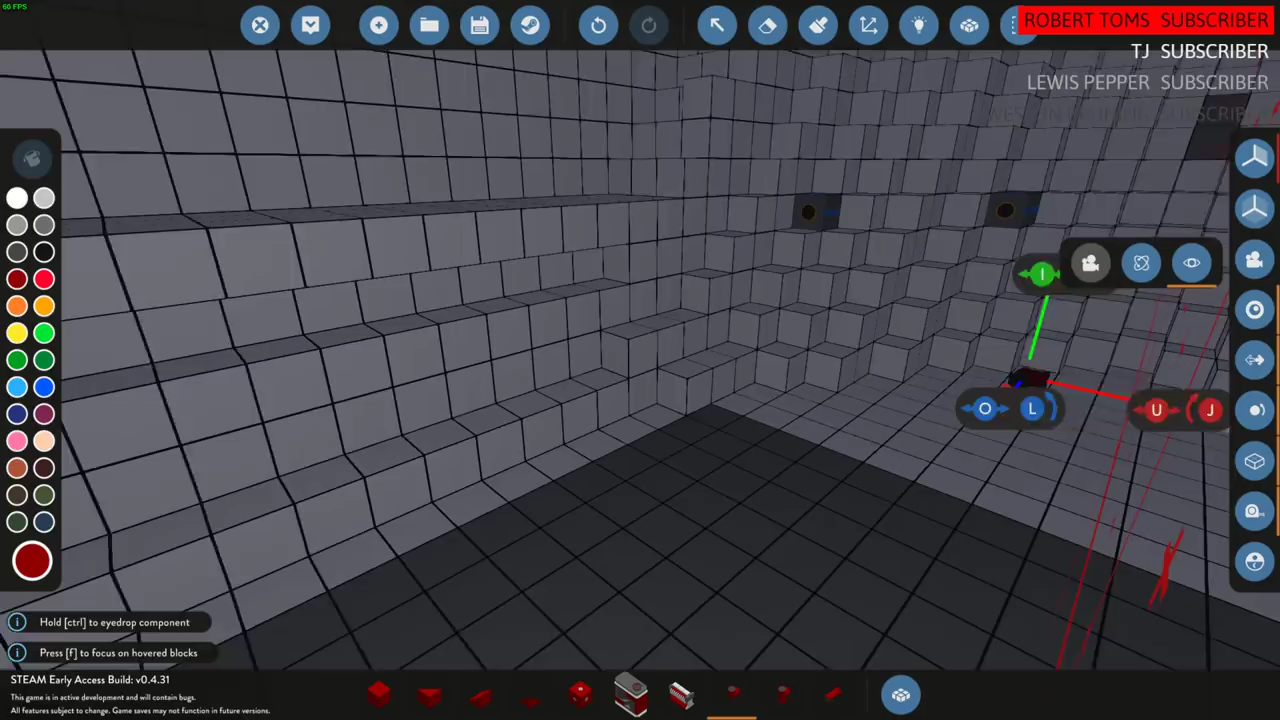 60 FPS
ROBERT TOMS SUBSCRIBER
TJ SUBSCRIBER
LEWIS PEPPER SUBSCRIBER
I
O
L
U
J
Hold [ctrl] to eyedrop component
Press [f] to focus on hovered blocks
STEAM Early Access Build: v0.4.31
This game is in active development and will contain bugs.
All features subject to change. Game saves may not function in future versions.